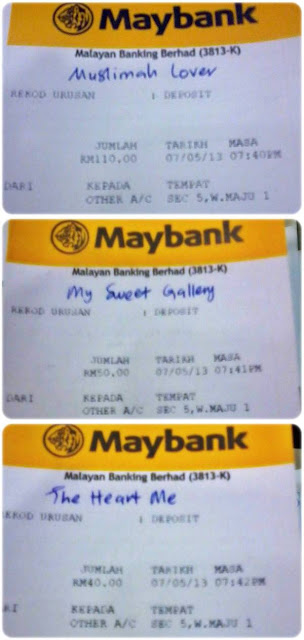 Maybank
Malayan Banking Berhad (3813-K)
Muslimah Lover
REKOD URUSAN : DEPOSIT
JUMLAH TARIKH MASA
RM110.00 07/05/13 07:40PM
DARI KEPADA TEMPAT
OTHER A/C SEC 5,W.MAJU 1
Maybank
Malayan Banking Berhad (3813-K)
My Sweet Gallery
REKOD URUSAN : DEPOSIT
JUMLAH TARIKH MASA
RM50.00 07/05/13 07:41PM
DARI KEPADA TEMPAT
OTHER A/C SEC 5,W.MAJU 1
Maybank
Malayan Banking Berhad (3813-K)
The Heart Me
EKOD URUSAN : DEPOSIT
JUMLAH TARIKH MASA
RM40.00 07/05/13 07:42PM
RI KEPADA TEMPAT
OTHER A/C SEC 5,W.MAJU 1